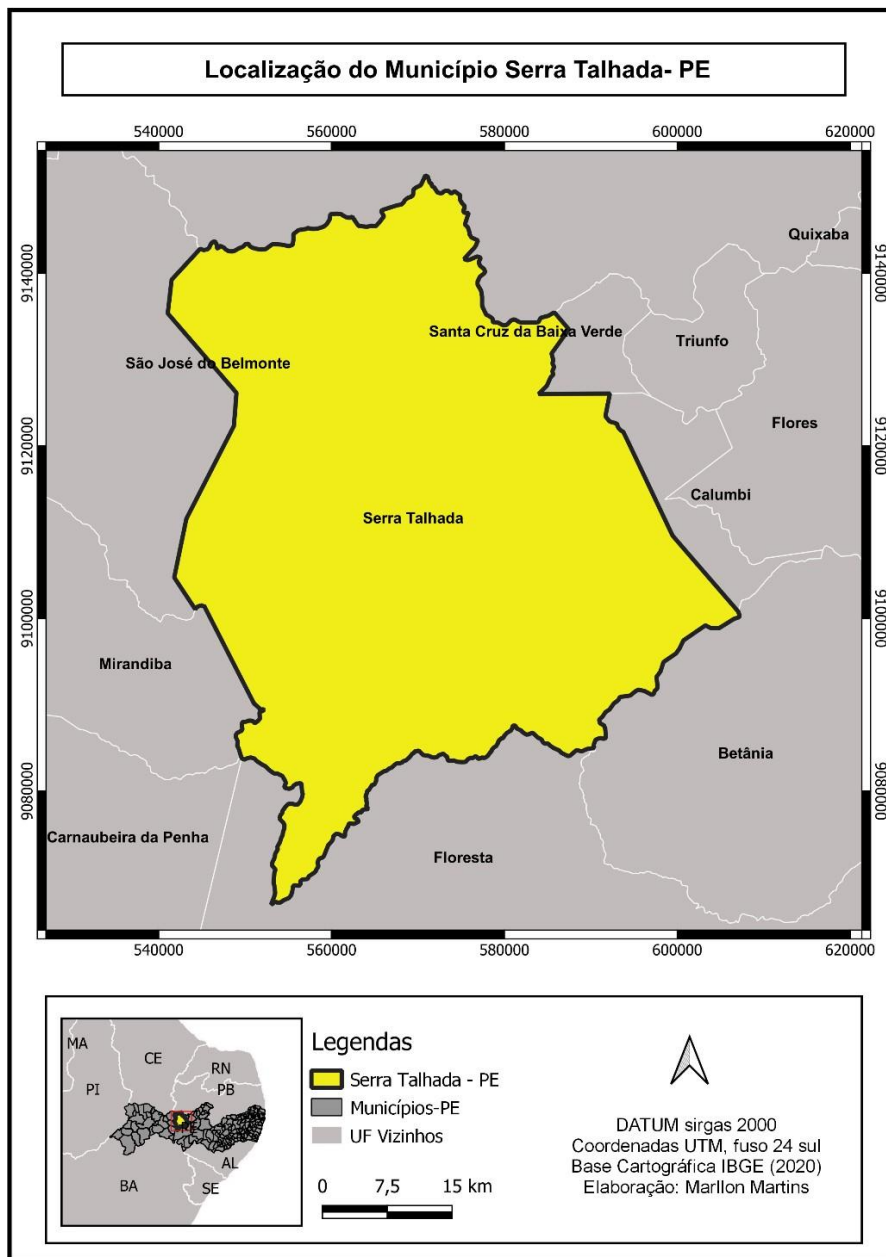 Localização do Município Serra Talhada- PE
540000 560000 580000 600000 620000
9140000 9140000
9120000 9120000
9100000 9100000
9080000 9080000
Quixaba
Santa Cruz da Baixa Verde
Triunfo
São José do Belmonte
Flores
Calumbi
Serra Talhada
Mirandiba
Betânia
Carnaubeira da Penha
Floresta
540000 560000 580000 600000 620000
MA
CE
RN
PI
PB
AL
BA
SE
Legendas
Serra Talhada - PE
Municípios-PE
UF Vizinhos
0 7,5 15 km
DATUM sirgas 2000
Coordenadas UTM, fuso 24 sul
Base Cartográfica IBGE (2020)
Elaboração: Marllon Martins